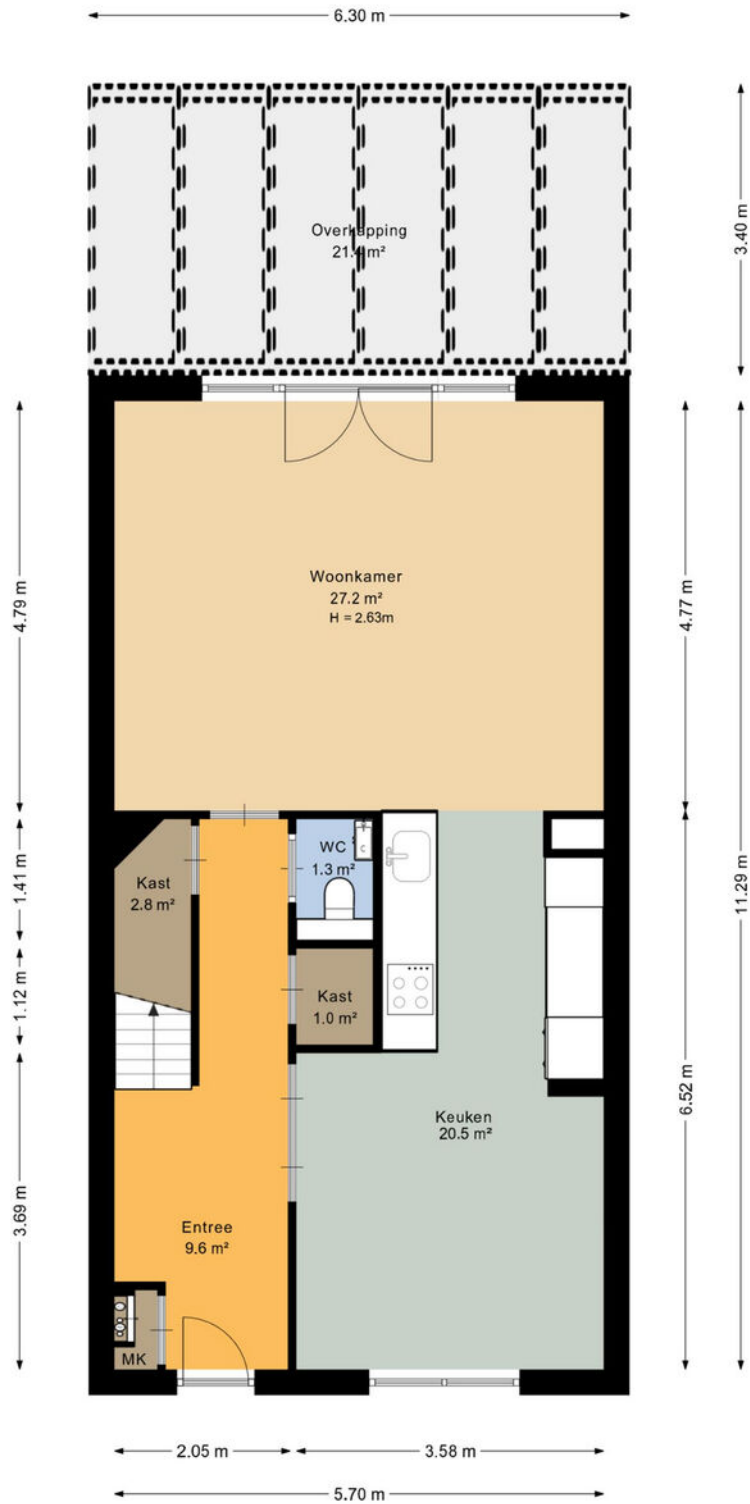 6.30 m
3.40 m
Overkapping
21.4 m²
4.79 m
4.77 m
11.29 m
Woonkamer
27.2 m²
H = 2.63m
1.41 m
Kast
2.8 m²
WC
1.3 m²
1.12 m
Kast
1.0 m²
6.52 m
Keuken
20.5 m²
3.69 m
Entree
9.6 m²
MK
2.05 m
3.58 m
5.70 m